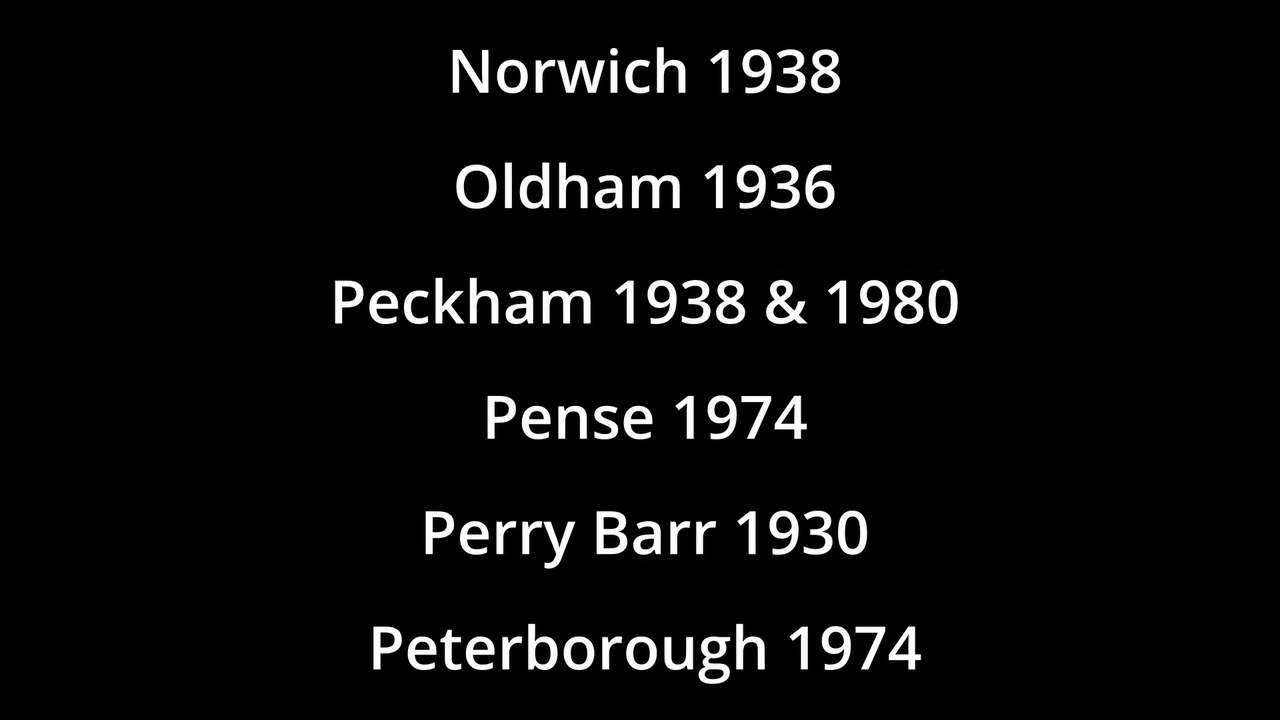 Norwich 1938
Oldham 1936
Peckham 1938 & 1980
Pense 1974
Perry Barr 1930
Peterborough 1974